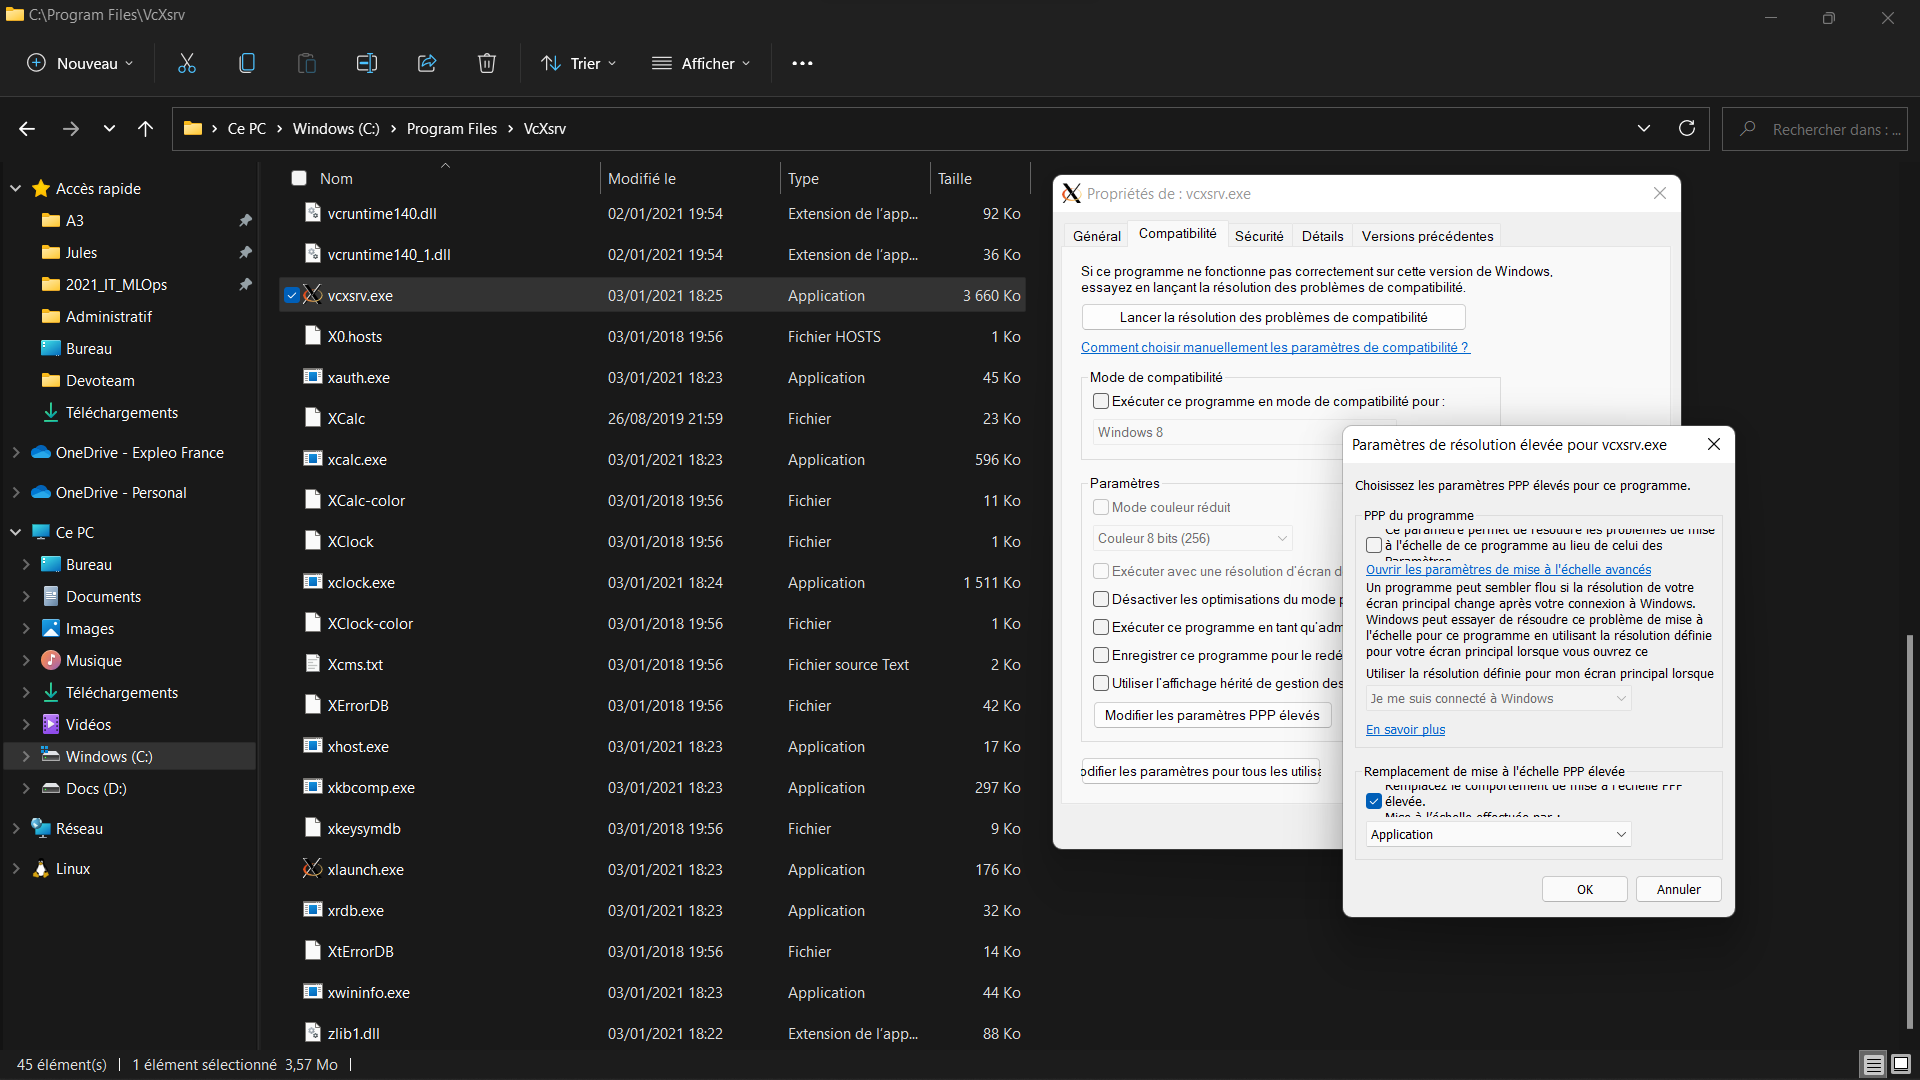 C:\Program Files\VcXsrv
Nouveau
Trier
Afficher
Ce PC > Windows (C:) > Program Files > VcXsrv
Rechercher dans : ...
Accès rapide
A3
Jules
2021_IT_MLOps
Administratif
Bureau
Devoteam
Téléchargements
OneDrive - Expleo France
OneDrive - Personal
Ce PC
Bureau
Documents
Images
Musique
Téléchargements
Vidéos
Windows (C:)
Docs (D:)
Réseau
Linux
Nom Modifié le Type Taille
vcruntime140.dll 02/01/2021 19:54 Extension de l'app... 92 Ko
vcruntime140_1.dll 02/01/2021 19:54 Extension de l'app... 36 Ko
vcxsrv.exe 03/01/2021 18:25 Application 3 660 Ko
X0.hosts 03/01/2018 19:56 Fichier HOSTS 1 Ko
xauth.exe 03/01/2021 18:23 Application 45 Ko
XCalc 26/08/2019 21:59 Fichier 23 Ko
xcalc.exe 03/01/2021 18:23 Application 596 Ko
XCalc-color 03/01/2018 19:56 Fichier 11 Ko
XClock 03/01/2018 19:56 Fichier 1 Ko
xclock.exe 03/01/2021 18:24 Application 1 511 Ko
XClock-color 03/01/2018 19:56 Fichier 1 Ko
Xcms.txt 03/01/2018 19:56 Fichier source Text 2 Ko
XErrorDB 03/01/2018 19:56 Fichier 42 Ko
xhost.exe 03/01/2021 18:23 Application 17 Ko
xkbcomp.exe 03/01/2021 18:23 Application 297 Ko
xkeysymdb 03/01/2018 19:56 Fichier 9 Ko
xlaunch.exe 03/01/2021 18:23 Application 176 Ko
xrdb.exe 03/01/2021 18:23 Application 32 Ko
XtErrorDB 03/01/2018 19:56 Fichier 14 Ko
xwininfo.exe 03/01/2021 18:23 Application 44 Ko
zlib1.dll 03/01/2021 18:22 Extension de l'app... 88 Ko
45 élément(s) 1 élément sélectionné 3,57 Mo
Propriétés de : vcxsrv.exe
Général Compatibilité Sécurité Détails Versions précédentes
Si ce programme ne fonctionne pas correctement sur cette version de Windows,
essayez en lançant la résolution des problèmes de compatibilité.
Lancer la résolution des problèmes de compatibilité
Comment choisir manuellement les paramètres de compatibilité ?
Mode de compatibilité
Exécuter ce programme en mode de compatibilité pour :
Windows 8
Paramètres
Mode couleur réduit
Couleur 8 bits (256)
Exécuter avec une résolution d'écran d
Désactiver les optimisations du mode p
Exécuter ce programme en tant qu'adm
Enregistrer ce programme pour le redé
Utiliser l'affichage hérité de gestion des
Modifier les paramètres PPP élevés
odifier les paramètres pour tous les utilisa
Paramètres de résolution élevée pour vcxsrv.exe
Choisissez les paramètres PPP élevés pour ce programme.
PPP du programme
Ce paramètre permet de résoudre les problèmes de mise
à l'échelle de ce programme au lieu de celui des
Paramètres
Ouvrir les paramètres de mise à l'échelle avancés
Un programme peut sembler flou si la résolution de votre
écran principal change après votre connexion à Windows.
Windows peut essayer de résoudre ce problème de mise à
l'échelle pour ce programme en utilisant la résolution définie
pour votre écran principal lorsque vous ouvrez ce
Utiliser la résolution définie pour mon écran principal lorsque
Je me suis connecté à Windows
En savoir plus
Remplacement de mise à l'échelle PPP élevée
Remplacez le comportement de mise à l'échelle PPP
élevée.
Mise à l'échelle effectuée par :
Application
OK Annuler